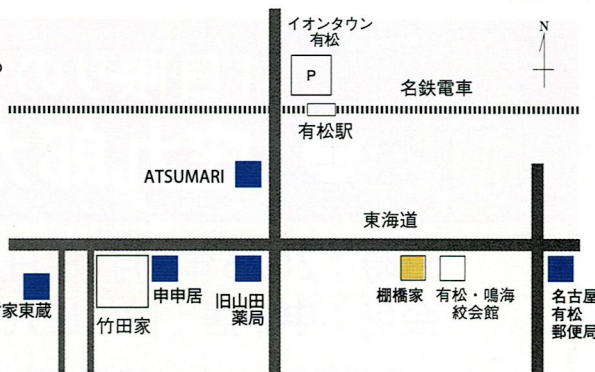 イオンタウン
有松
N
P
名鉄電車
有松駅
ATSUMARI
東海道
家東蔵
竹田家
申申居
旧山田
薬局
棚橋家
有松・鳴海
絞会館
名古屋
有松
郵便局